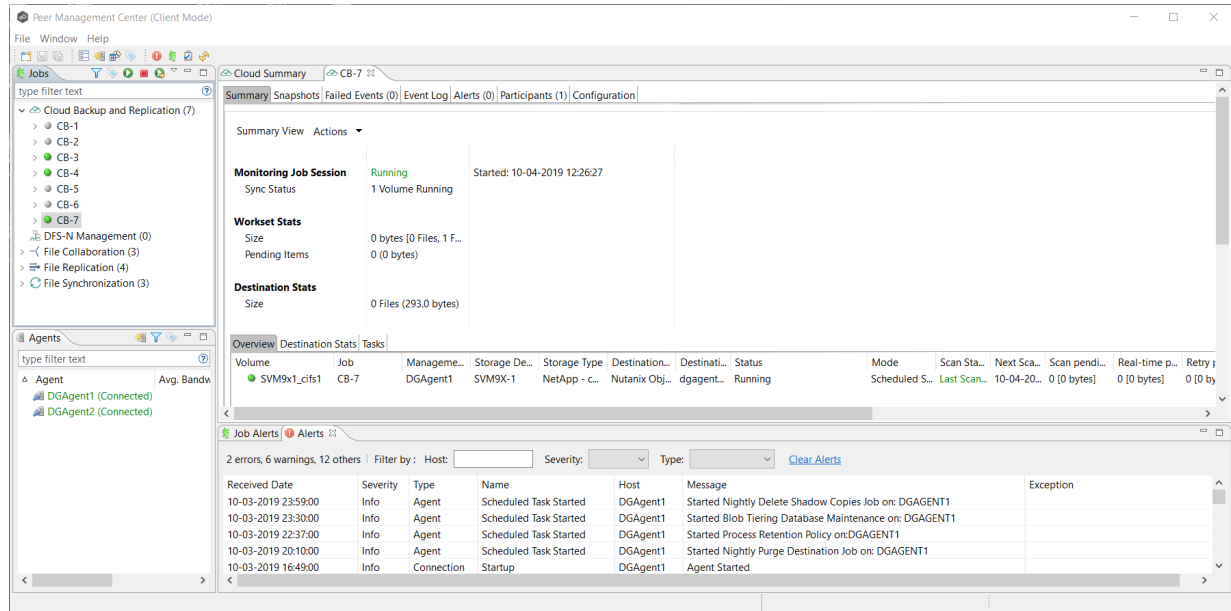 Peer Management Center (Client Mode)
File Window Help
Jobs
type filter text
Cloud Backup and Replication (7)
CB-1
CB-2
CB-3
CB-4
CB-5
CB-6
CB-7
DFS-N Management (0)
File Collaboration (3)
File Replication (4)
File Synchronization (3)
Agents
type filter text
Agent Avg. Bandw
DGAgent1 (Connected)
DGAgent2 (Connected)
Cloud Summary CB-7
Summary Snapshots Failed Events (0) Event Log Alerts (0) Participants (1) Configuration
Summary View Actions
Monitoring Job Session Running Started: 10-04-2019 12:26:27
Sync Status 1 Volume Running
Workset Stats
Size 0 bytes [0 Files, 1 F...
Pending Items 0 (0 bytes)
Destination Stats
Size 0 Files (293.0 bytes)
Overview Destination Stats Tasks
Volume Job Manageme... Storage De... Storage Type Destination... Destinati... Status Mode Scan Sta... Next Sca... Scan pendi... Real-time p... Retry p
SVM9x1_cifs1 CB-7 DGAgent1 SVM9X-1 NetApp - c... Nutanix Obj... dgagent... Running Scheduled S... Last Scan... 10-04-20... 0 [0 bytes] 0 [0 bytes] 0 [0 by
Job Alerts Alerts
2 errors, 6 warnings, 12 others Filter by : Host: Severity: Type: Clear Alerts
Received Date Severity Type Name Host Message Exception
10-03-2019 23:59:00 Info Agent Scheduled Task Started DGAgent1 Started Nightly Delete Shadow Copies Job on: DGAGENT1
10-03-2019 23:30:00 Info Agent Scheduled Task Started DGAgent1 Started Blob Tiering Database Maintenance on: DGAGENT1
10-03-2019 22:37:00 Info Agent Scheduled Task Started DGAgent1 Started Process Retention Policy on:DGAGENT1
10-03-2019 20:10:00 Info Agent Scheduled Task Started DGAgent1 Started Nightly Purge Destination Job on: DGAGENT1
10-03-2019 16:49:00 Info Connection Startup DGAgent1 Agent Started